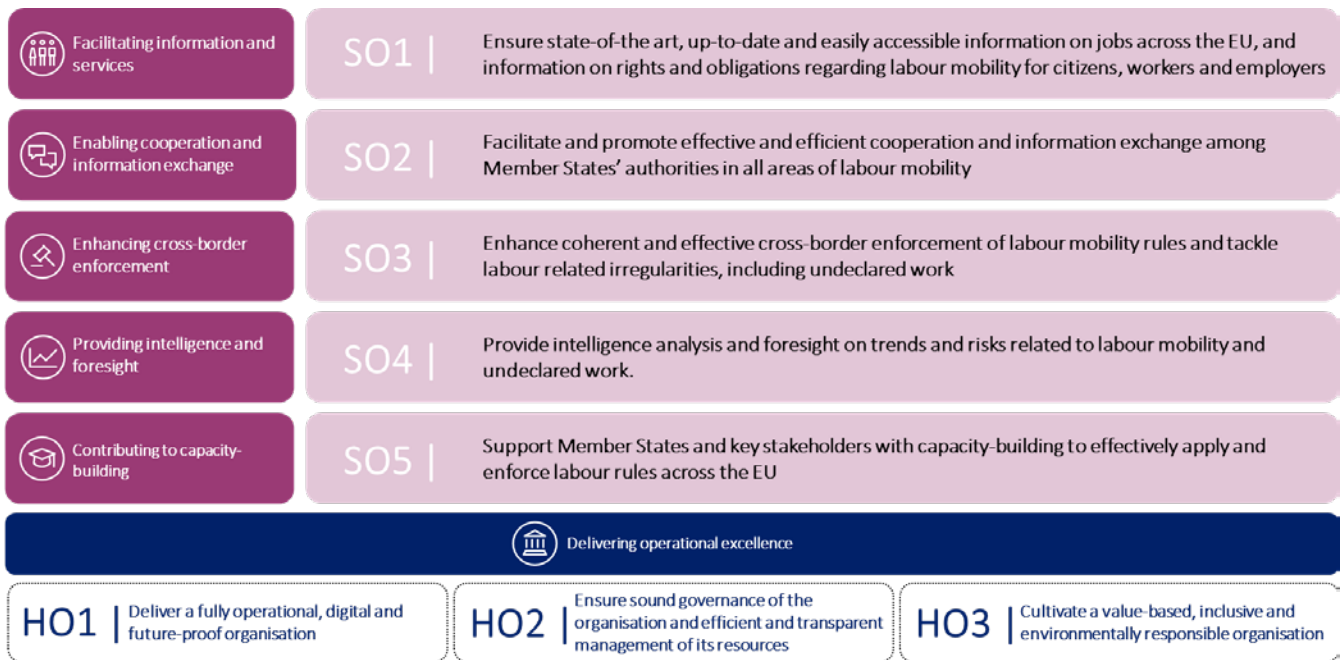 Facilitating information and
services
SO1
Ensure state-of-the art, up-to-date and easily accessible information on jobs across the EU, and
information on rights and obligations regarding labour mobility for citizens, workers and employers
Enabling cooperation and
information exchange
SO2
Facilitate and promote effective and efficient cooperation and information exchange among
Member States’ authorities in all areas of labour mobility
Enhancing cross-border
enforcement
SO3
Enhance coherent and effective cross-border enforcement of labour mobility rules and tackle
labour related irregularities, including undeclared work
Providing intelligence and
foresight
SO4
Provide intelligence analysis and foresight on trends and risks related to labour mobility and
undeclared work.
Contributing to capacity-
building
SO5
Support Member States and key stakeholders with capacity-building to effectively apply and
enforce labour rules across the EU
Delivering operational excellence
HO1
Deliver a fully operational, digital and
future-proof organisation
HO2
Ensure sound governance of the
organisation and efficient and transparent
management of its resources
HO3
Cultivate a value-based, inclusive and
environmentally responsible organisation